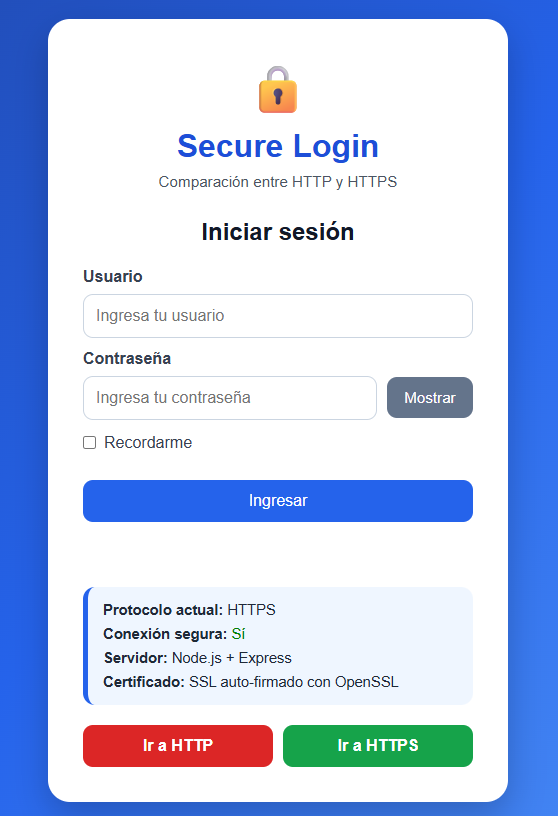 Secure Login
Comparación entre HTTP y HTTPS
Iniciar sesión
Usuario
Ingresa tu usuario
Contraseña
Ingresa tu contraseña
Mostrar
Recordarme
Ingresar
Protocolo actual: HTTPS
Conexión segura: Sí
Servidor: Node.js + Express
Certificado: SSL auto-firmado con OpenSSL
Ir a HTTP
Ir a HTTPS